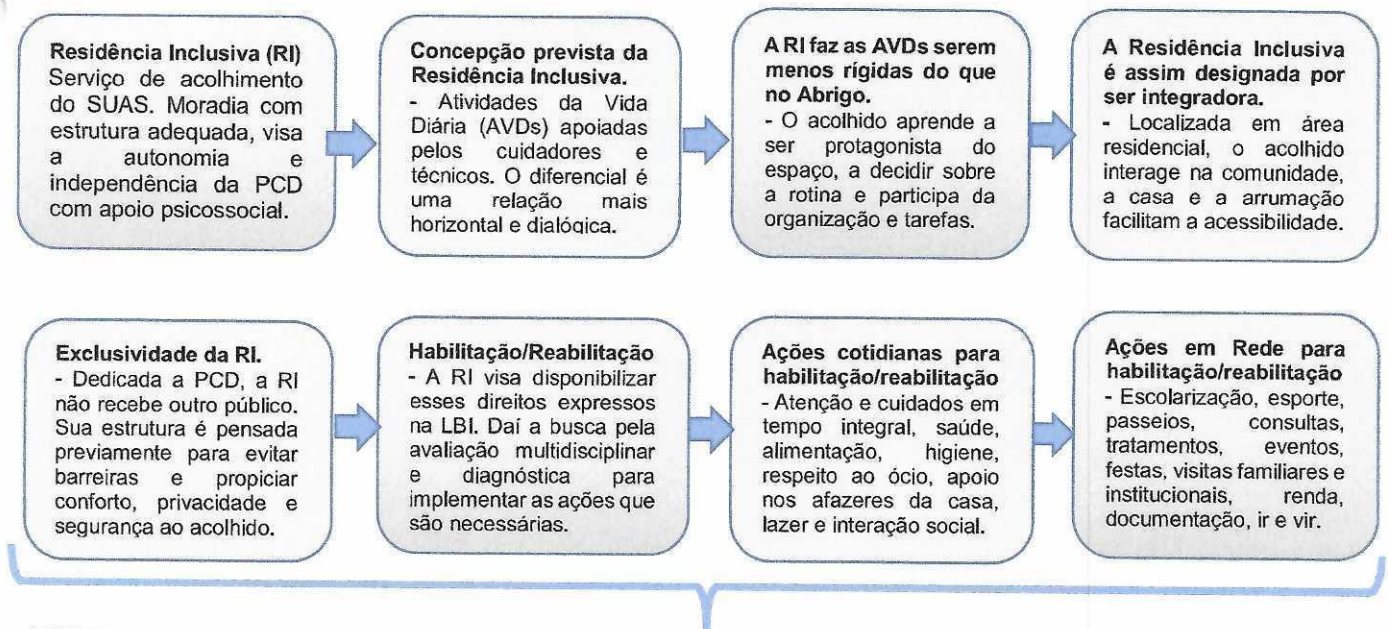 Residência Inclusiva (RI)
Serviço de acolhimento
do SUAS. Moradia com
estrutura adequada, visa
a autonomia e
independência da PCD
com apoio psicossocial.
Concepção prevista da
Residência Inclusiva.
- Atividades da Vida
Diária (AVDs) apoiadas
pelos cuidadores e
técnicos. O diferencial é
uma relação mais
horizontal e dialógica.
A RI faz as AVDs serem
menos rígidas do que
no Abrigo.
- O acolhido aprende a
ser protagonista do
espaço, a decidir sobre
a rotina e participa da
organização e tarefas.
A Residência Inclusiva
é assim designada por
ser integradora.
- Localizada em área
residencial, o acolhido
interage na comunidade,
a casa e a arrumação
facilitam a acessibilidade.
Exclusividade da RI.
- Dedicada a PCD, a RI
não recebe outro público.
Sua estrutura é pensada
previamente para evitar
barreiras e propiciar
conforto, privacidade e
segurança ao acolhido.
Habilitação/Reabilitação
- A RI visa disponibilizar
esses direitos expressos
na LBI. Daí a busca pela
avaliação multidisciplinar
e diagnóstica para
implementar as ações que
são necessárias.
Ações cotidianas para
habilitação/reabilitação
- Atenção e cuidados em
tempo integral, saúde,
alimentação, higiene,
respeito ao ócio, apoio
nos afazeres da casa,
lazer e interação social.
Ações em Rede para
habilitação/reabilitação
- Escolarização, esporte,
passeios, consultas,
tratamentos, eventos,
festas, visitas familiares e
institucionais, renda,
documentação, ir e vir.